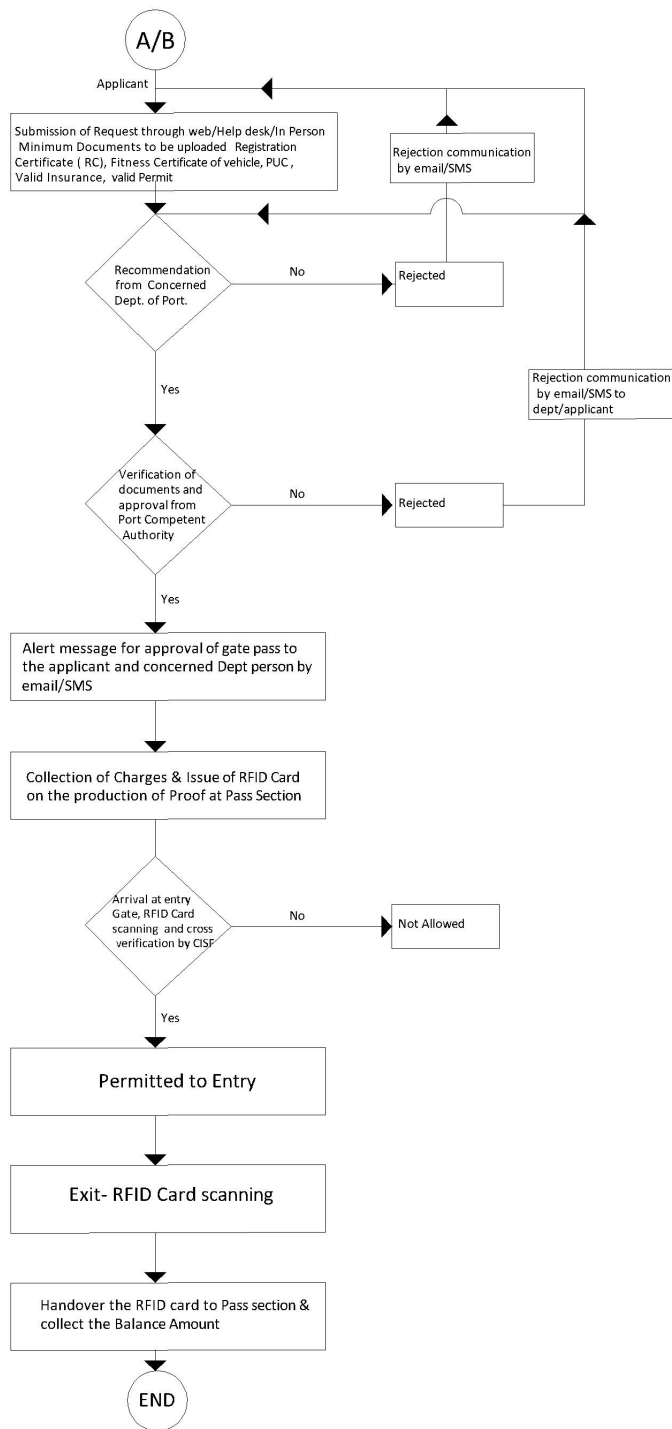 A/B
Applicant
Submission of Request through web/Help desk/In Person
Minimum Documents to be uploaded Registration
Certificate ( RC), Fitness Certificate of vehicle, PUC ,
Valid Insurance, valid Permit
Rejection communication
by email/SMS
Recommendation
from Concerned
Dept. of Port.
No
Rejected
Yes
Rejection communication
by email/SMS to
dept/applicant
Verification of
documents and
approval from
Port Competent
Authority
No
Rejected
Yes
Alert message for approval of gate pass to
the applicant and concerned Dept person by
email/SMS
Collection of Charges & Issue of RFID Card
on the production of Proof at Pass Section
Arrival at entry
Gate, RFID Card
scanning and cross
verification by CISF
No
Not Allowed
Yes
Permitted to Entry
Exit- RFID Card scanning
Handover the RFID card to Pass section &
collect the Balance Amount
END